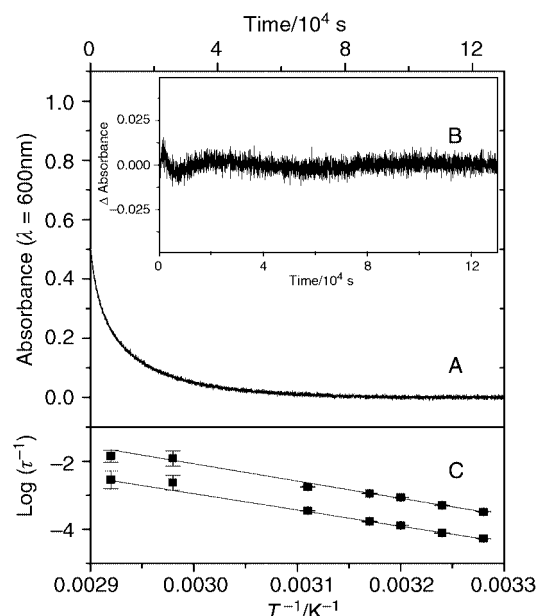 Time/10⁴ s
0 4 8 12
1.0
0.8
0.6
0.4
0.2
0.0
Absorbance (λ = 600nm)
B
0.025
0.000
−0.025
Δ Absorbance
0 4 8 12
Time/10⁴ s
A
C
−2
−4
Log (τ⁻¹)
0.0029 0.0030 0.0031 0.0032 0.0033
T⁻¹/K⁻¹